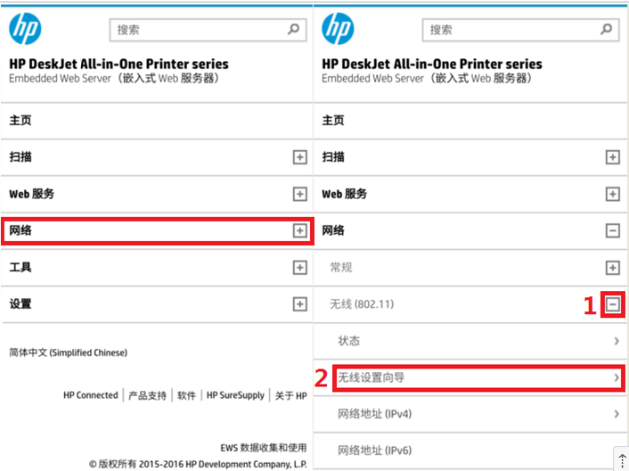 hp
搜索
HP DeskJet All-in-One Printer series
Embedded Web Server（嵌入式 Web 服务器）
主页
扫描
Web 服务
网络
工具
设置
简体中文 (Simplified Chinese)
HP Connected | 产品支持 | 软件 | HP SureSupply | 关于 HP
EWS 数据收集和使用
© 版权所有 2015-2016 HP Development Company, L.P.
hp
搜索
HP DeskJet All-in-One Printer series
Embedded Web Server（嵌入式 Web 服务器）
主页
扫描
Web 服务
网络
常规
无线 (802.11)
1
状态
2
无线设置向导
网络地址 (IPv4)
网络地址 (IPv6)